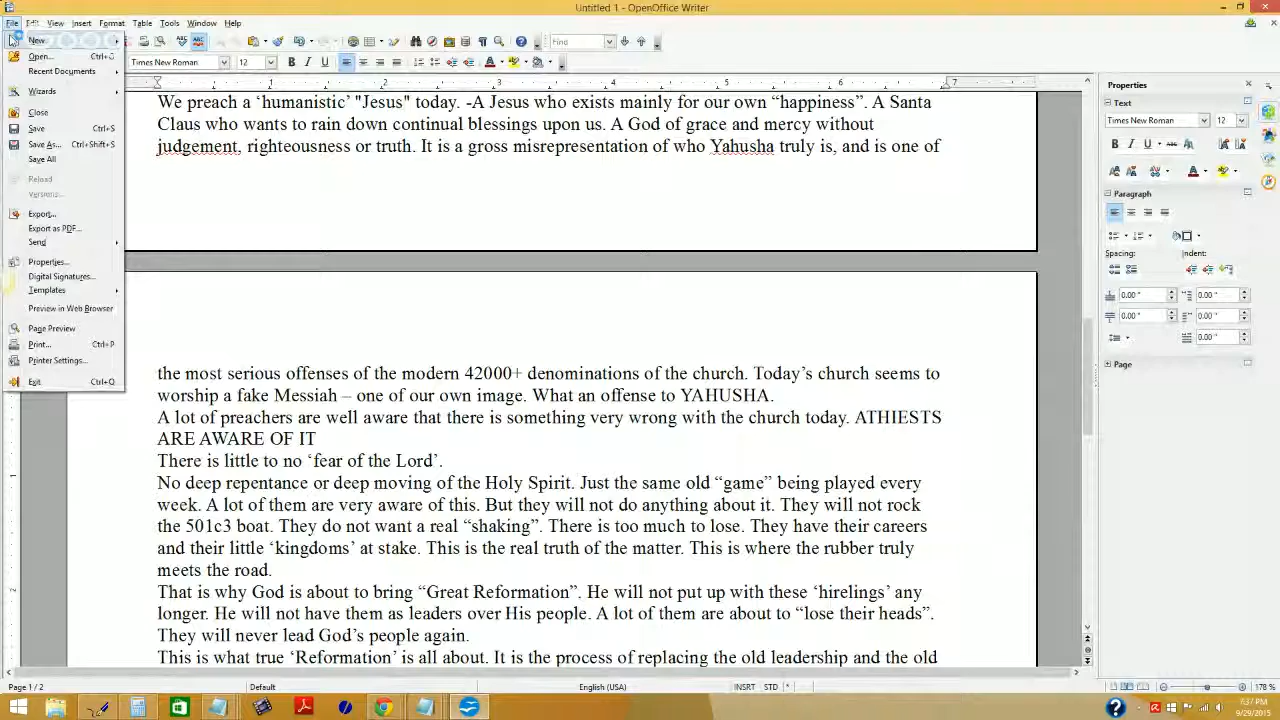 Untitled 1 - OpenOffice Writer
File Edit View Insert Format Table Tools Window Help
Find
Times New Roman 12 B I U
New
Open... Ctrl+O
Recent Documents
Wizards
Close
Save Ctrl+S
Save As... Ctrl+Shift+S
Save All
Reload
Versions...
Export...
Export as PDF...
Send
Properties...
Digital Signatures...
Templates
Preview in Web Browser
Page Preview
Print... Ctrl+P
Printer Settings...
Exit Ctrl+Q
1 2 3 4 5 6 7
We preach a ‘humanistic’ "Jesus" today. -A Jesus who exists mainly for our own “happiness”. A Santa
Claus who wants to rain down continual blessings upon us. A God of grace and mercy without
judgement, righteousness or truth. It is a gross misrepresentation of who Yahusha truly is, and is one of
the most serious offenses of the modern 42000+ denominations of the church. Today’s church seems to
worship a fake Messiah – one of our own image. What an offense to YAHUSHA.
A lot of preachers are well aware that there is something very wrong with the church today. ATHIESTS
ARE AWARE OF IT
There is little to no ‘fear of the Lord’.
No deep repentance or deep moving of the Holy Spirit. Just the same old “game” being played every
week. A lot of them are very aware of this. But they will not do anything about it. They will not rock
the 501c3 boat. They do not want a real “shaking”. There is too much to lose. They have their careers
and their little ‘kingdoms’ at stake. This is the real truth of the matter. This is where the rubber truly
meets the road.
That is why God is about to bring “Great Reformation”. He will not put up with these ‘hirelings’ any
longer. He will not have them as leaders over His people. A lot of them are about to “lose their heads”.
They will never lead God’s people again.
This is what true ‘Reformation’ is all about. It is the process of replacing the old leadership and the old
1
2
Properties
Text
Times New Roman 12
B I U
Paragraph
Spacing: Indent:
0.00 " 0.00 "
0.00 " 0.00 "
0.00 "
Page
Page 1 / 2 Default English (USA) INSRT STD * 178 %
7:37 PM
9/29/2015